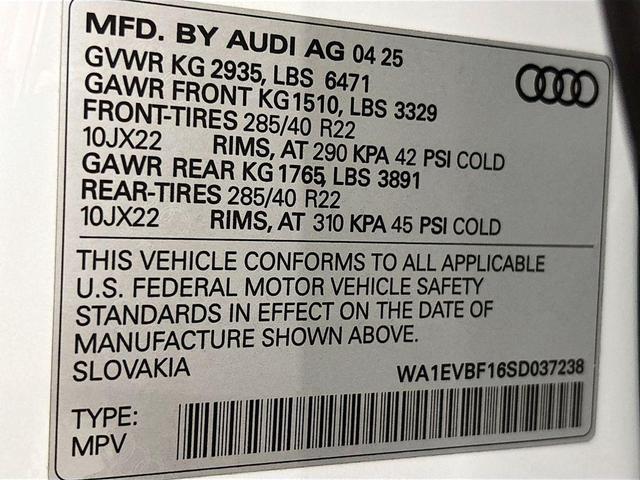 MFD. BY AUDI AG 04 25
GVWR KG 2935, LBS 6471
GAWR FRONT KG 1510, LBS 3329
FRONT-TIRES 285/40 R22
10JX22 RIMS, AT 290 KPA 42 PSI COLD
GAWR REAR KG 1765, LBS 3891
REAR-TIRES 285/40 R22
10JX22 RIMS, AT 310 KPA 45 PSI COLD
THIS VEHICLE CONFORMS TO ALL APPLICABLE
U.S. FEDERAL MOTOR VEHICLE SAFETY
STANDARDS IN EFFECT ON THE DATE OF
MANUFACTURE SHOWN ABOVE.
SLOVAKIA WA1EVBF16SD037238
TYPE:
MPV